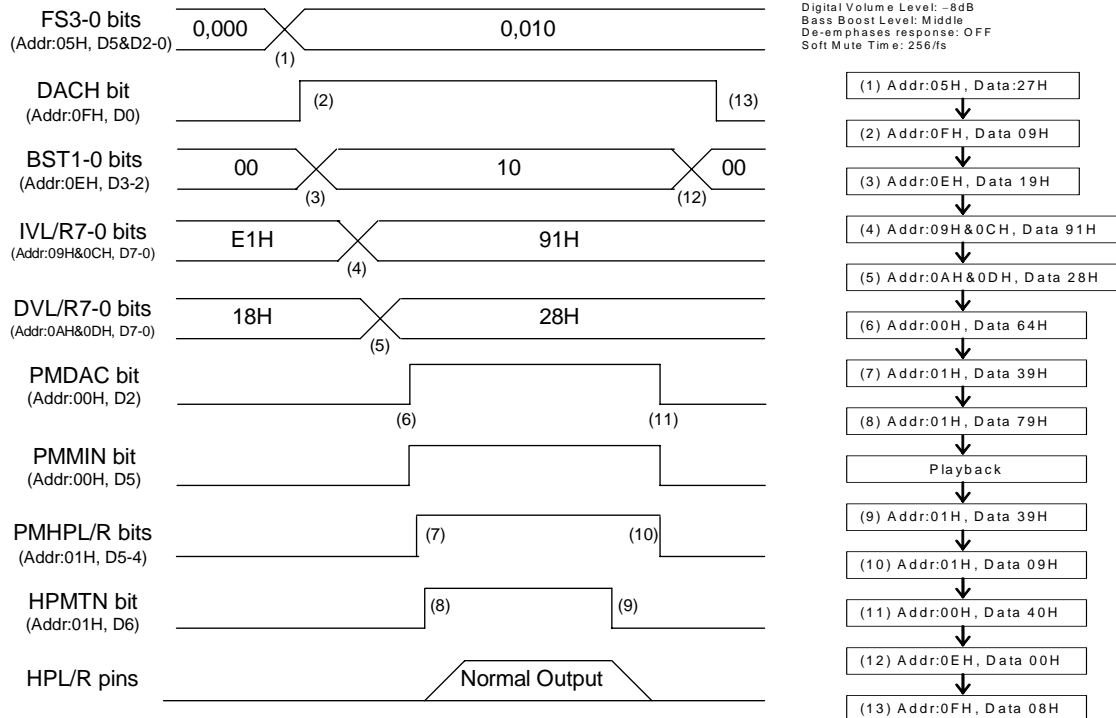 FS3-0 bits
(Addr:05H, D5&D2-0)
0,000
0,010
(1)
DACH bit
(Addr:0FH, D0)
(2)
(13)
BST1-0 bits
(Addr:0EH, D3-2)
00
10
00
(3)
(12)
IVL/R7-0 bits
(Addr:09H&0CH, D7-0)
E1H
91H
(4)
DVL/R7-0 bits
(Addr:0AH&0DH, D7-0)
18H
28H
(5)
PMDAC bit
(Addr:00H, D2)
(6)
(11)
PMMIN bit
(Addr:00H, D5)
PMHPL/R bits
(Addr:01H, D5-4)
(7)
(10)
HPMTN bit
(Addr:01H, D6)
(8)
(9)
HPL/R pins
Normal Output
Digital Volume Level: −8dB
Bass Boost Level: Middle
De-emphases response: OFF
Soft Mute Time: 256/fs
(1) Addr:05H, Data:27H
(2) Addr:0FH, Data 09H
(3) Addr:0EH, Data 19H
(4) Addr:09H&0CH, Data 91H
(5) Addr:0AH&0DH, Data 28H
(6) Addr:00H, Data 64H
(7) Addr:01H, Data 39H
(8) Addr:01H, Data 79H
Playback
(9) Addr:01H, Data 39H
(10) Addr:01H, Data 09H
(11) Addr:00H, Data 40H
(12) Addr:0EH, Data 00H
(13) Addr:0FH, Data 08H